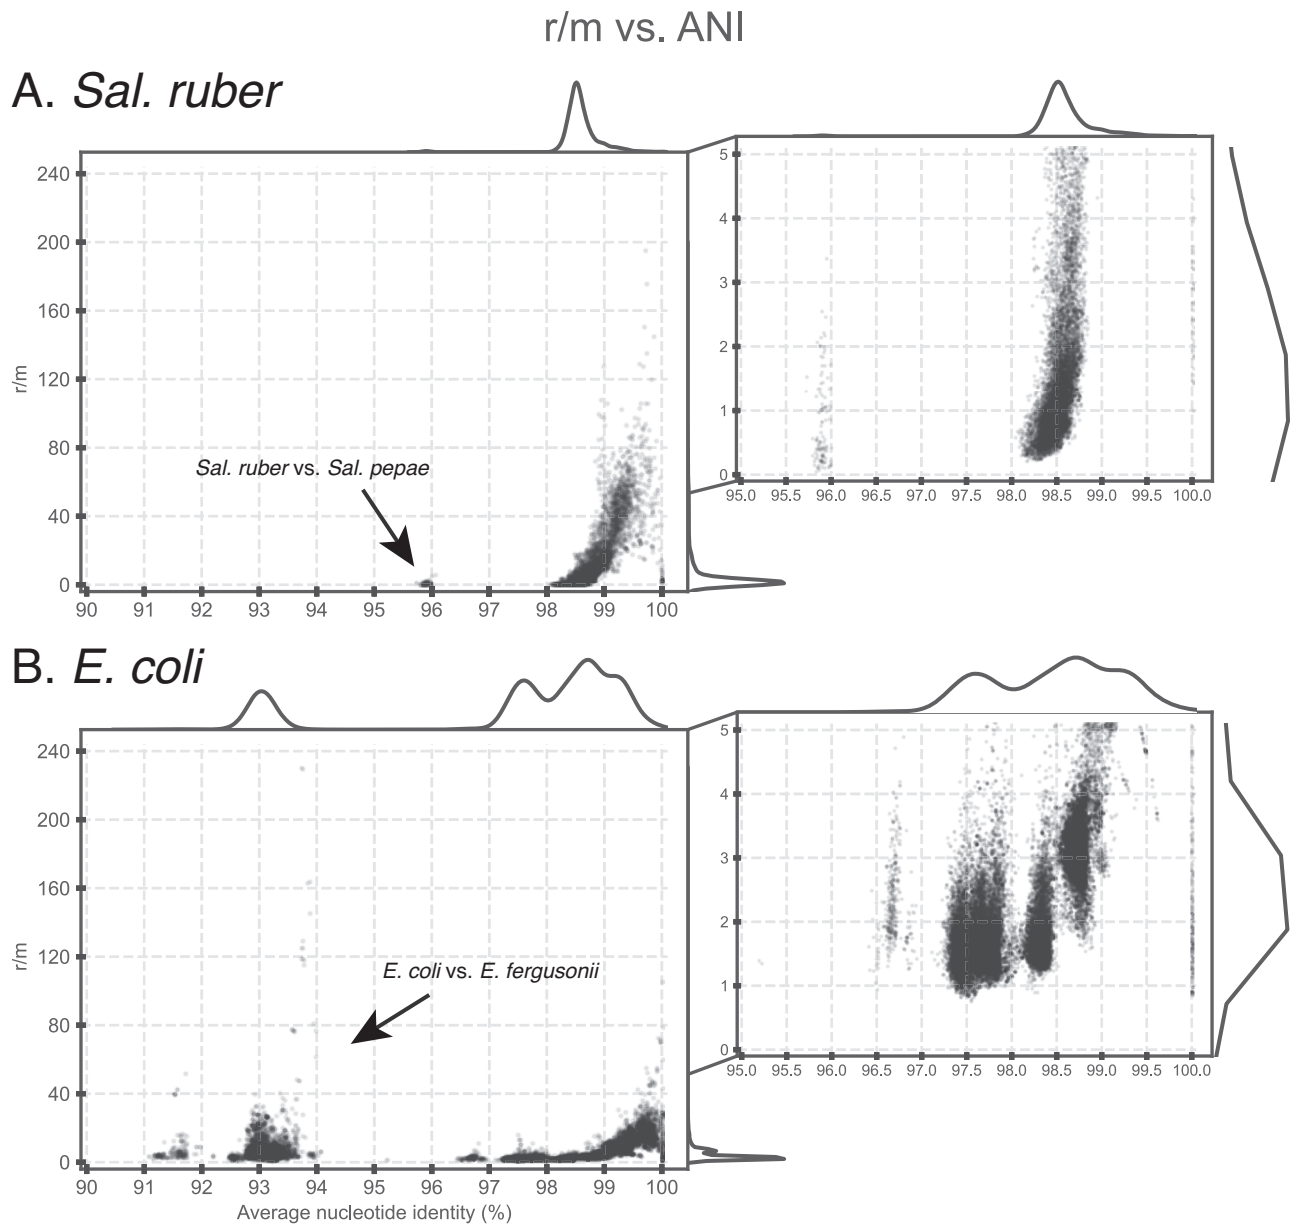 r/m vs. ANI
A. Sal. ruber
240
200
160
120
80
40
0
r/m
Sal. ruber vs. Sal. pepae
90 91 92 93 94 95 96 97 98 99 100
5
4
3
2
1
0
95.0 95.5 96.0 96.5 97.0 97.5 98.0 98.5 99.0 99.5 100.0
B. E. coli
240
200
160
120
80
40
0
r/m
E. coli vs. E. fergusonii
90 91 92 93 94 95 96 97 98 99 100
Average nucleotide identity (%)
5
4
3
2
1
0
95.0 95.5 96.0 96.5 97.0 97.5 98.0 98.5 99.0 99.5 100.0